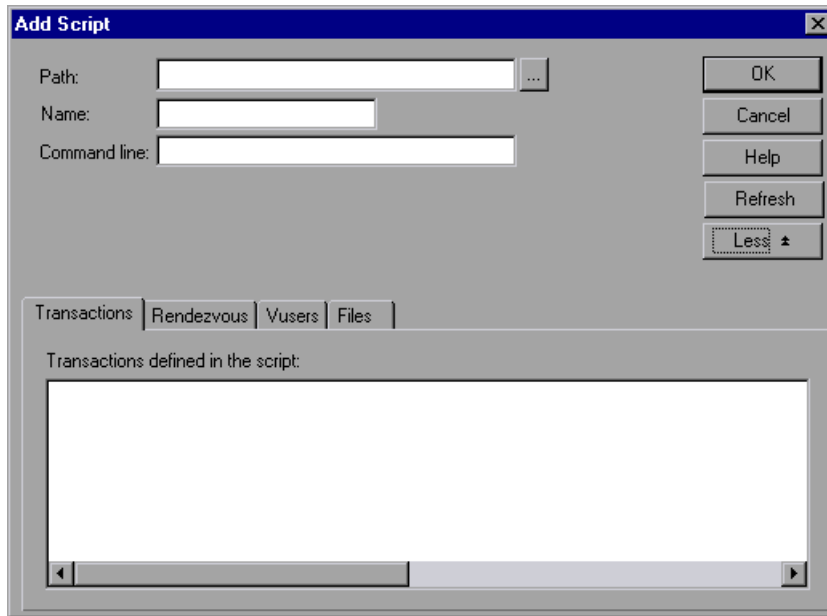 Add Script
Path:
...
OK
Name:
Cancel
Command line:
Help
Refresh
Less
Transactions Rendezvous Vusers Files
Transactions defined in the script: